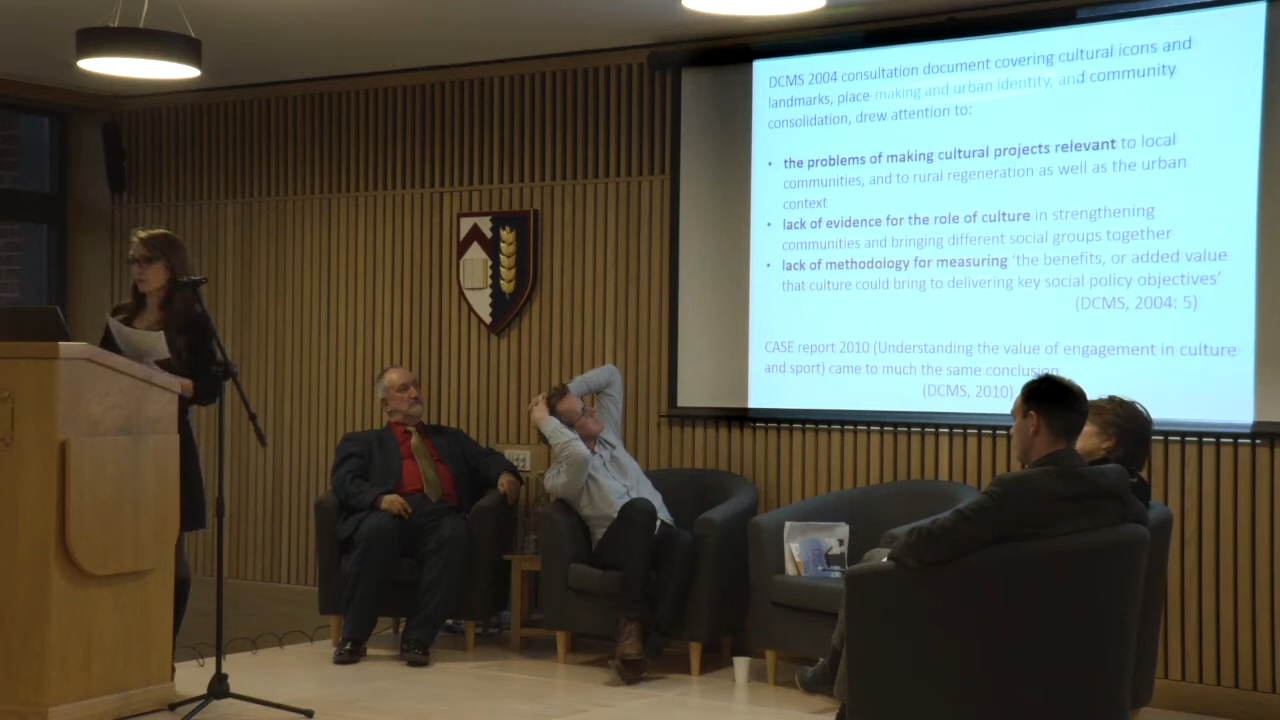 DCMS 2004 consultation document covering cultural icons and
landmarks, place-making and urban identity, and community
consolidation, drew attention to:
• the problems of making cultural projects relevant to local
communities, and to rural regeneration as well as the urban
context
• lack of evidence for the role of culture in strengthening
communities and bringing different social groups together
• lack of methodology for measuring 'the benefits, or added value
that culture could bring to delivering key social policy objectives'
(DCMS, 2004: 5)
CASE report 2010 (Understanding the value of engagement in culture
and sport) came to much the same conclusion
(DCMS, 2010)